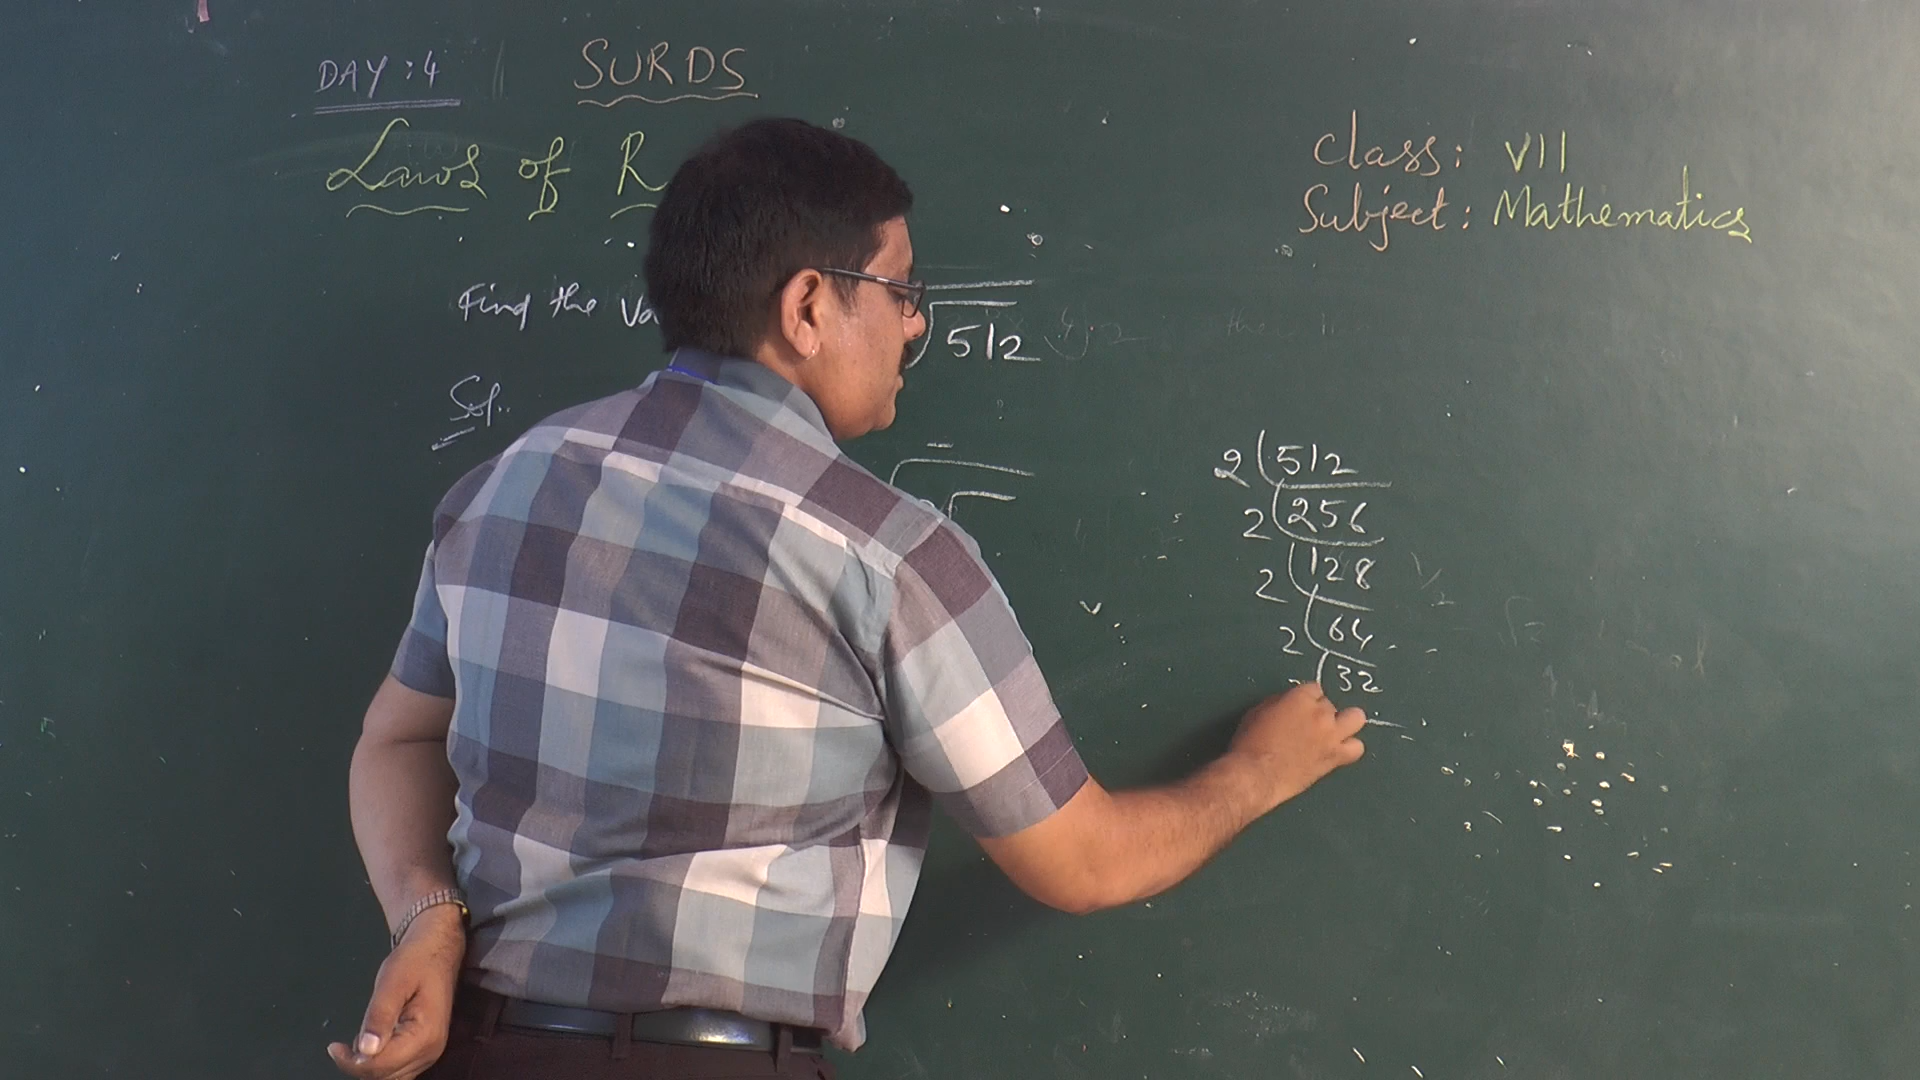 DAY : 4 SURDS
Laws of R
Class : VII
Subject : Mathematics
Find the Va √512
Sol.
2 512
2 256
2 128
2 64
32